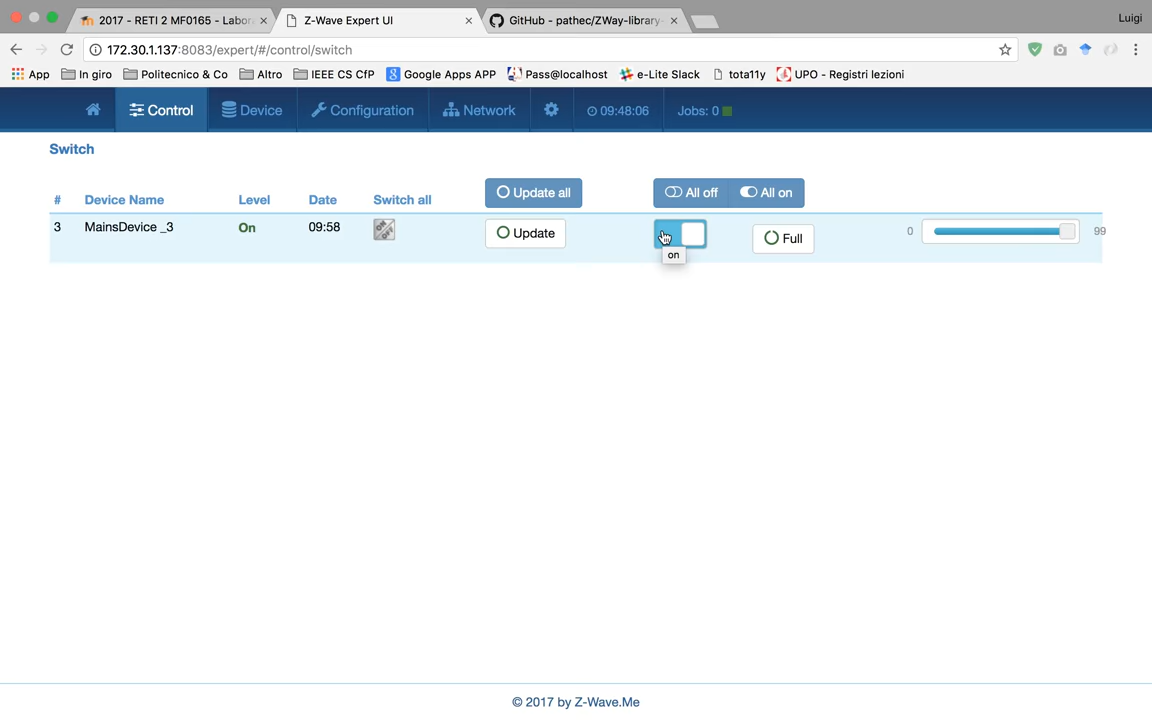 2017 - RETI 2 MF0165 - Labor
Z-Wave Expert UI
GitHub - pathec/ZWay-library-
Luigi
172.30.1.137:8083/expert/#/control/switch
App In giro Politecnico & Co Altro IEEE CS CfP Google Apps APP Pass@localhost e-Lite Slack tota11y UPO - Registri lezioni
Control Device Configuration Network 09:48:06 Jobs: 0
Switch
# Device Name Level Date Switch all Update all All off All on
3 MainsDevice _3 On 09:58 Update Full 0 99
on
© 2017 by Z-Wave.Me